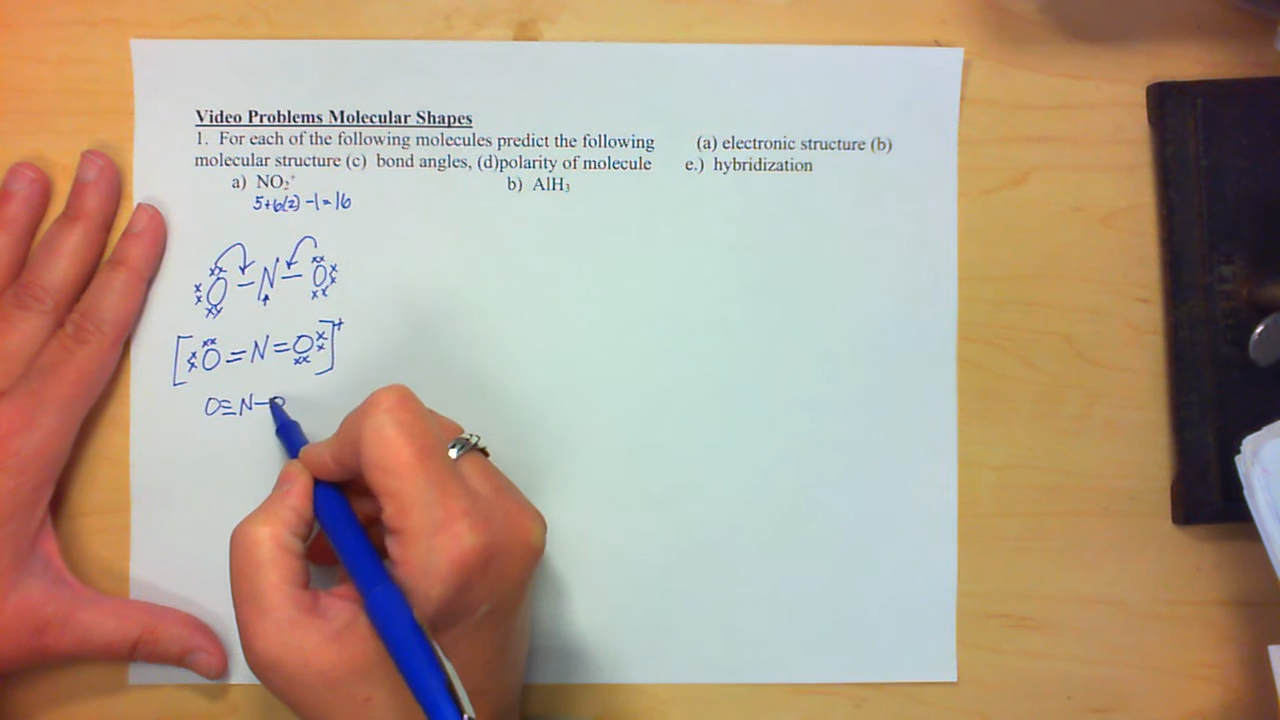 Video Problems Molecular Shapes
1. For each of the following molecules predict the following (a) electronic structure (b)
molecular structure (c) bond angles, (d)polarity of molecule e.) hybridization
a) NO₂⁺ b) AlH₃
5+6(2)-1=16
O-N-O
[O=N=O]⁺
O≡N-O